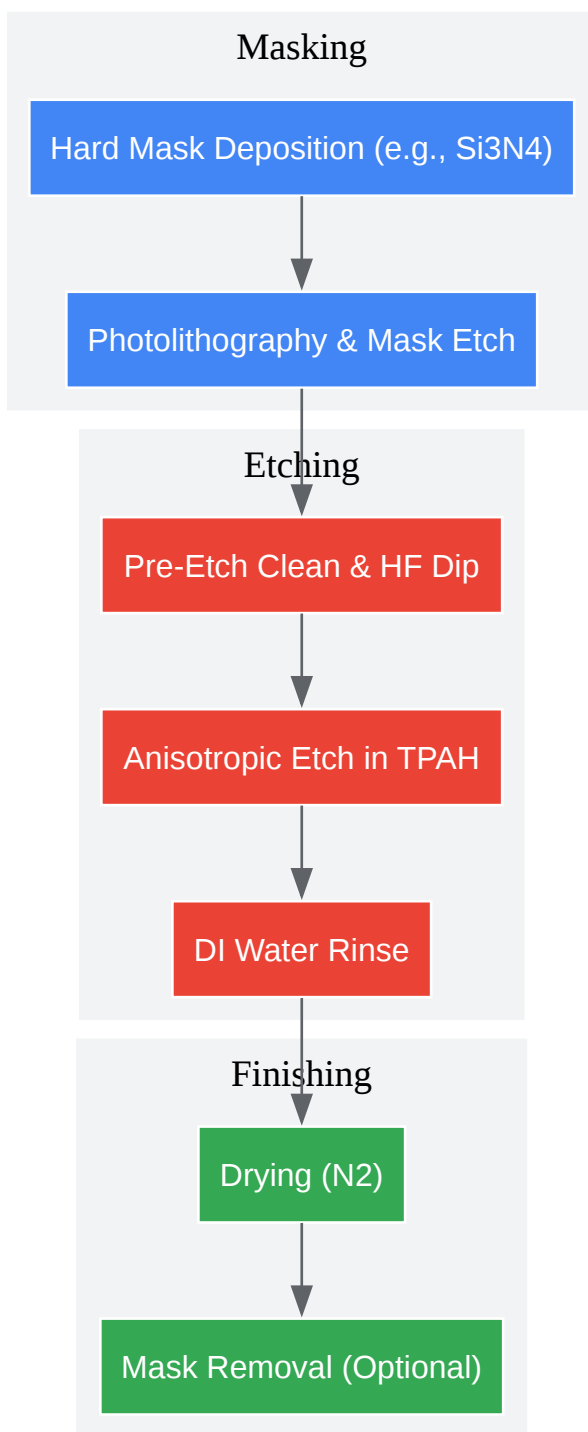 Masking
Hard Mask Deposition (e.g., Si3N4)
Photolithography & Mask Etch
Etching
Pre-Etch Clean & HF Dip
Anisotropic Etch in TPAH
DI Water Rinse
Finishing
Drying (N2)
Mask Removal (Optional)